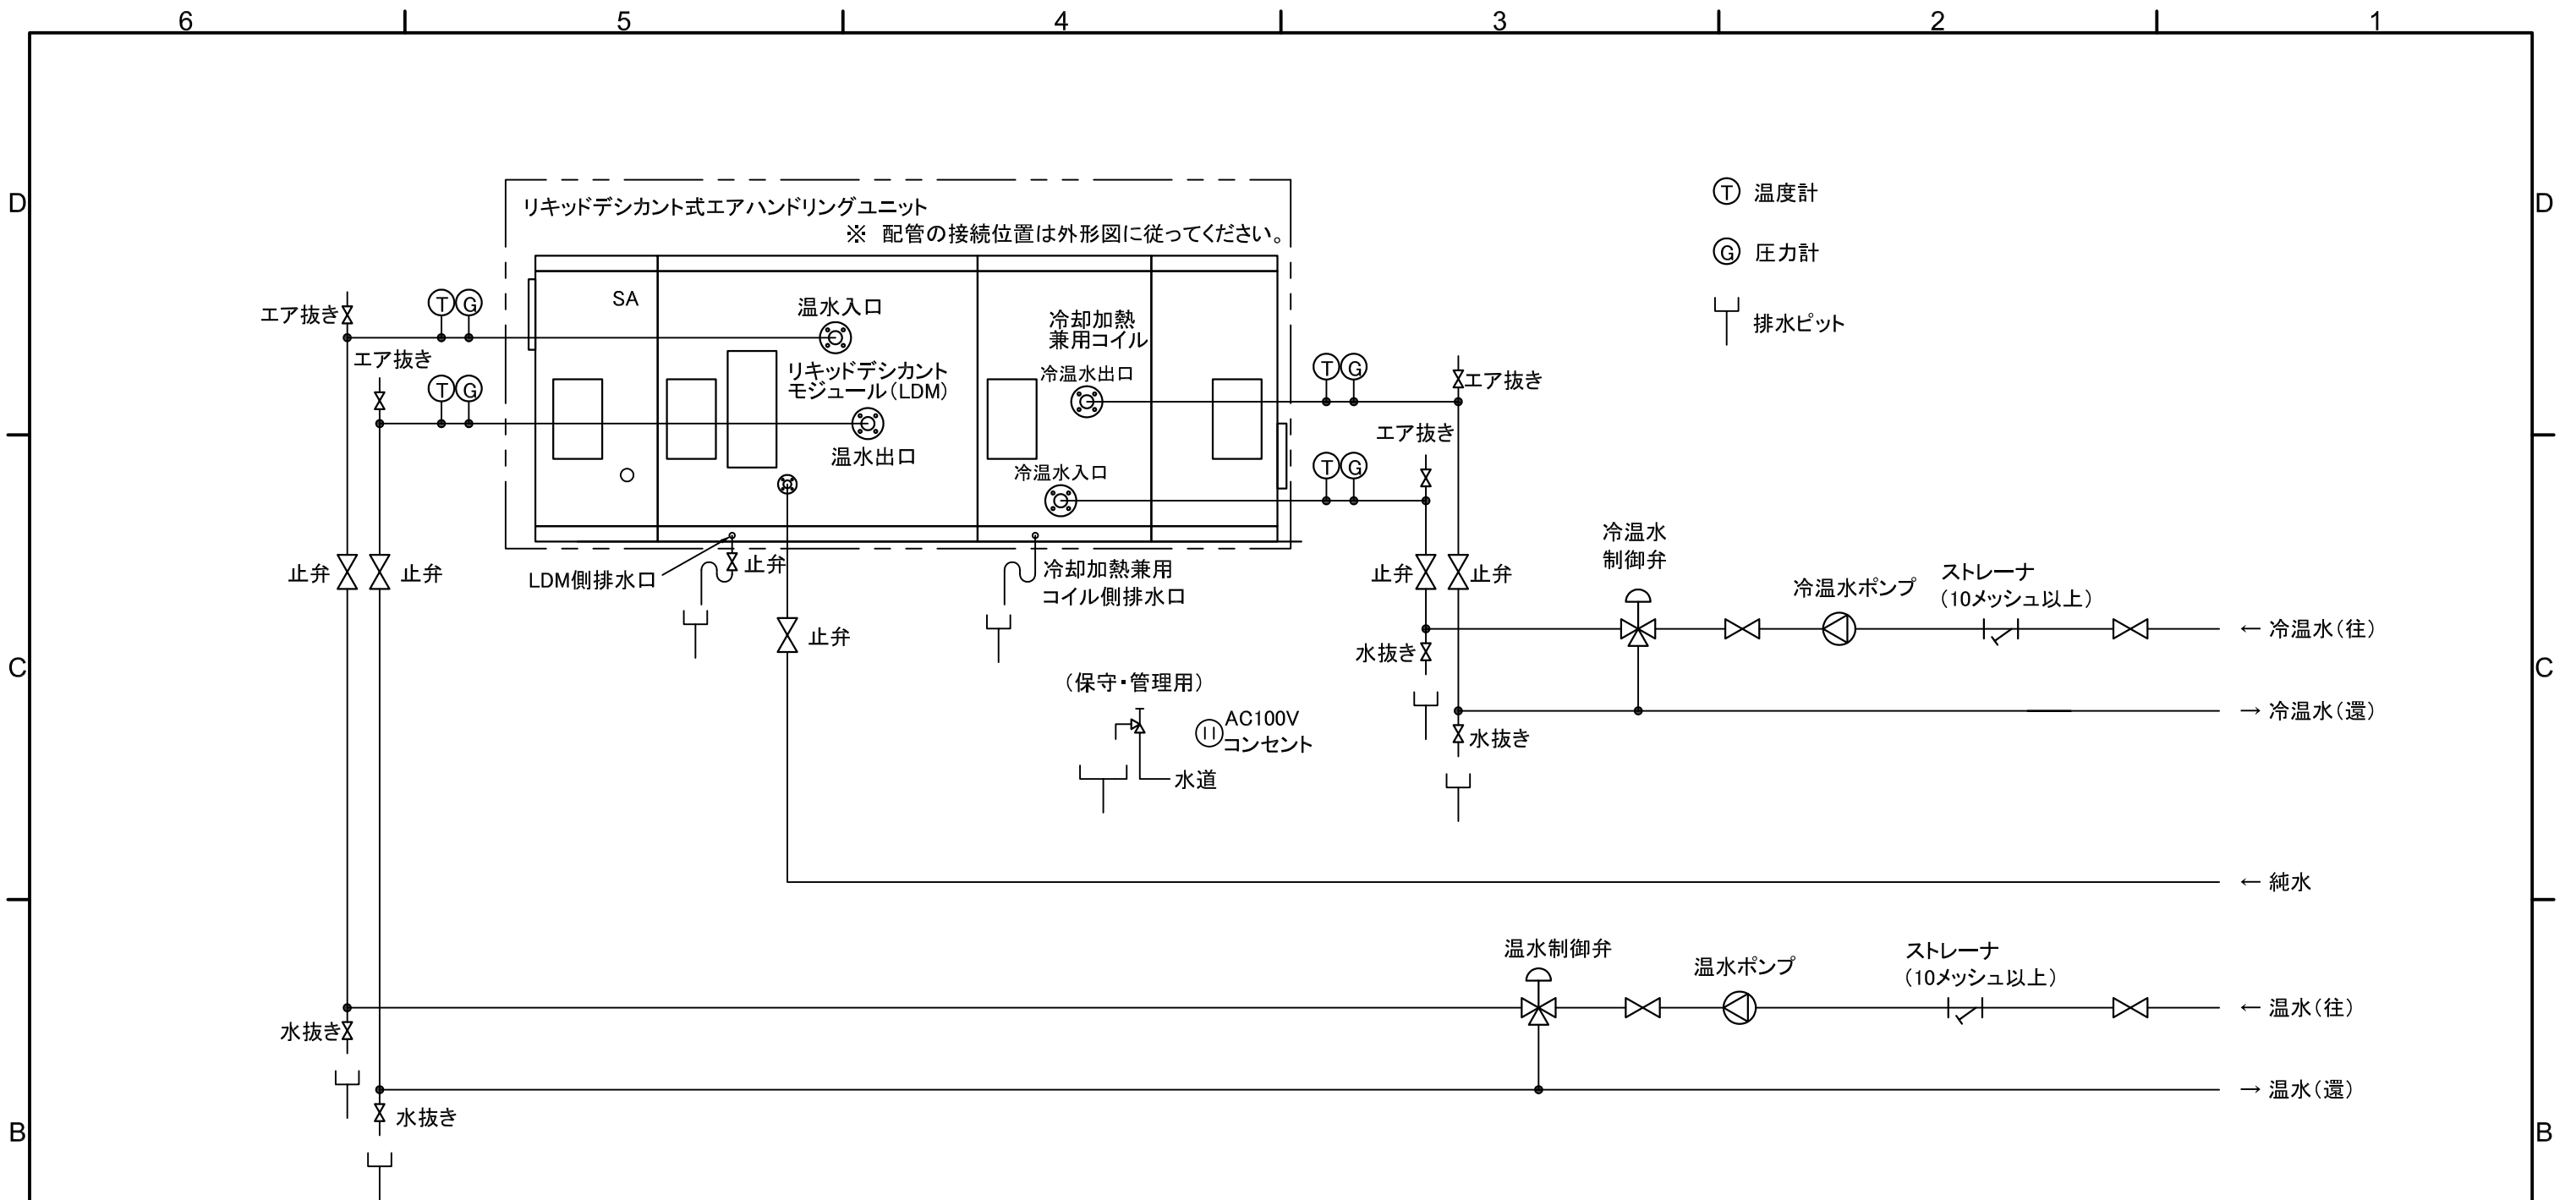 6 5 4 3 2 1
D D
リキッドデシカント式エアハンドリングユニット
※ 配管の接続位置は外形図に従ってください。
T 温度計
G 圧力計
排水ピット
エア抜き
T G
SA
温水入口
冷却加熱
兼用コイル
エア抜き
T G
リキッドデシカント
モジュール(LDM)
冷温水出口
T G
エア抜き
温水出口
エア抜き
冷温水入口
T G
止弁
止弁
LDM側排水口
止弁
冷却加熱兼用
コイル側排水口
止弁
止弁
止弁
冷温水
制御弁
冷温水ポンプ
ストレーナ
(10メッシュ以上)
← 冷温水(往)
水抜き
C C
(保守・管理用)
AC100V
コンセント
水道
→ 冷温水(還)
水抜き
← 純水
温水制御弁
温水ポンプ
ストレーナ
(10メッシュ以上)
← 温水(往)
水抜き
→ 温水(還)
水抜き
B B